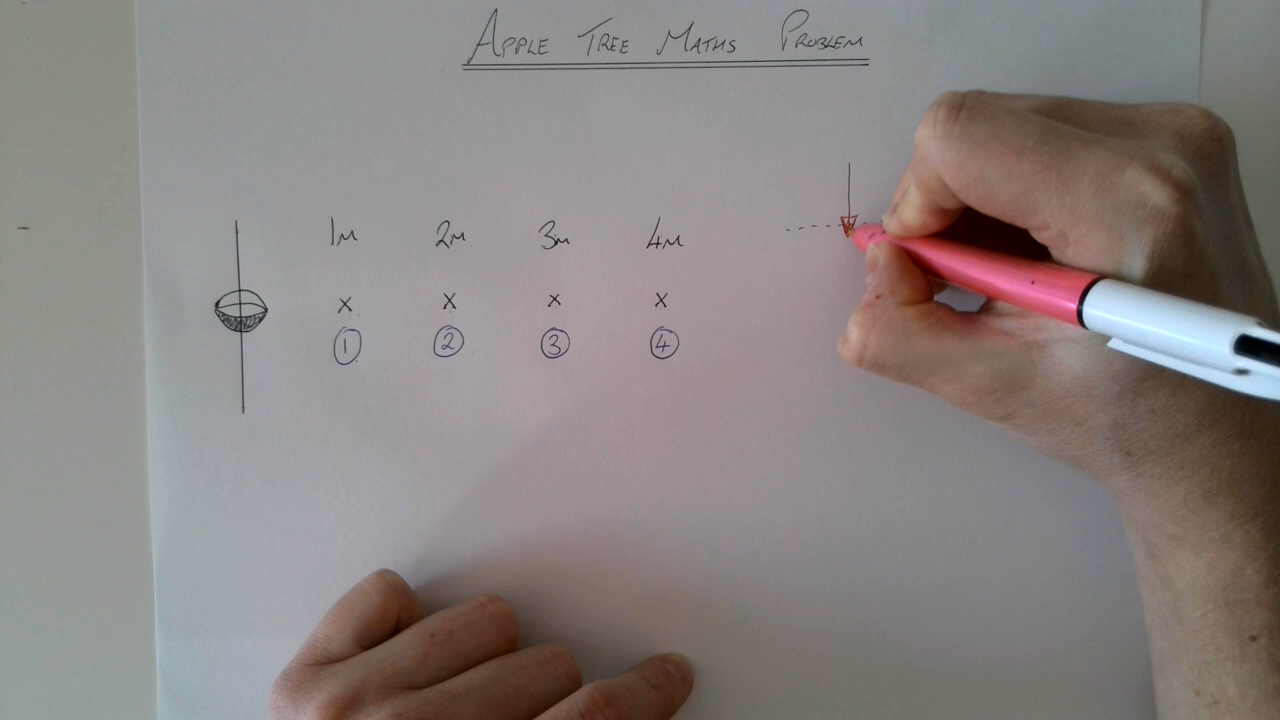 APPLE TREE MATHS PROBLEM
1M 2M 3M 4M
x x x x
1 2 3 4